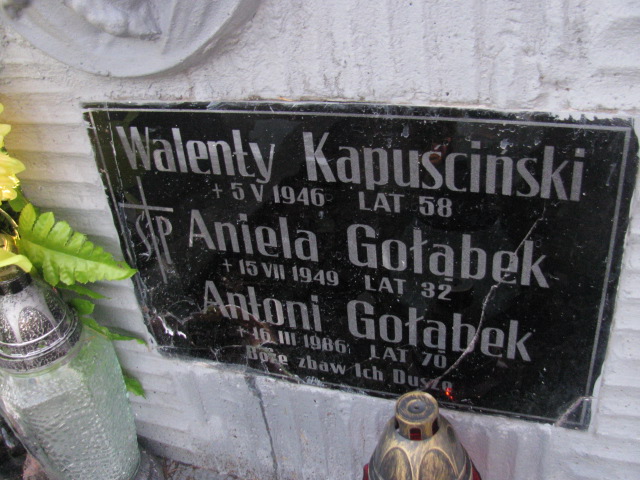 Walenty Kapuściński
+ 5 V 1946 LAT 58
ŚP Aniela Gołąbek
+ 15 VII 1949 LAT 32
Antoni Gołąbek
+ 16 III 1986 LAT 70
Boże zbaw Ich Dusze